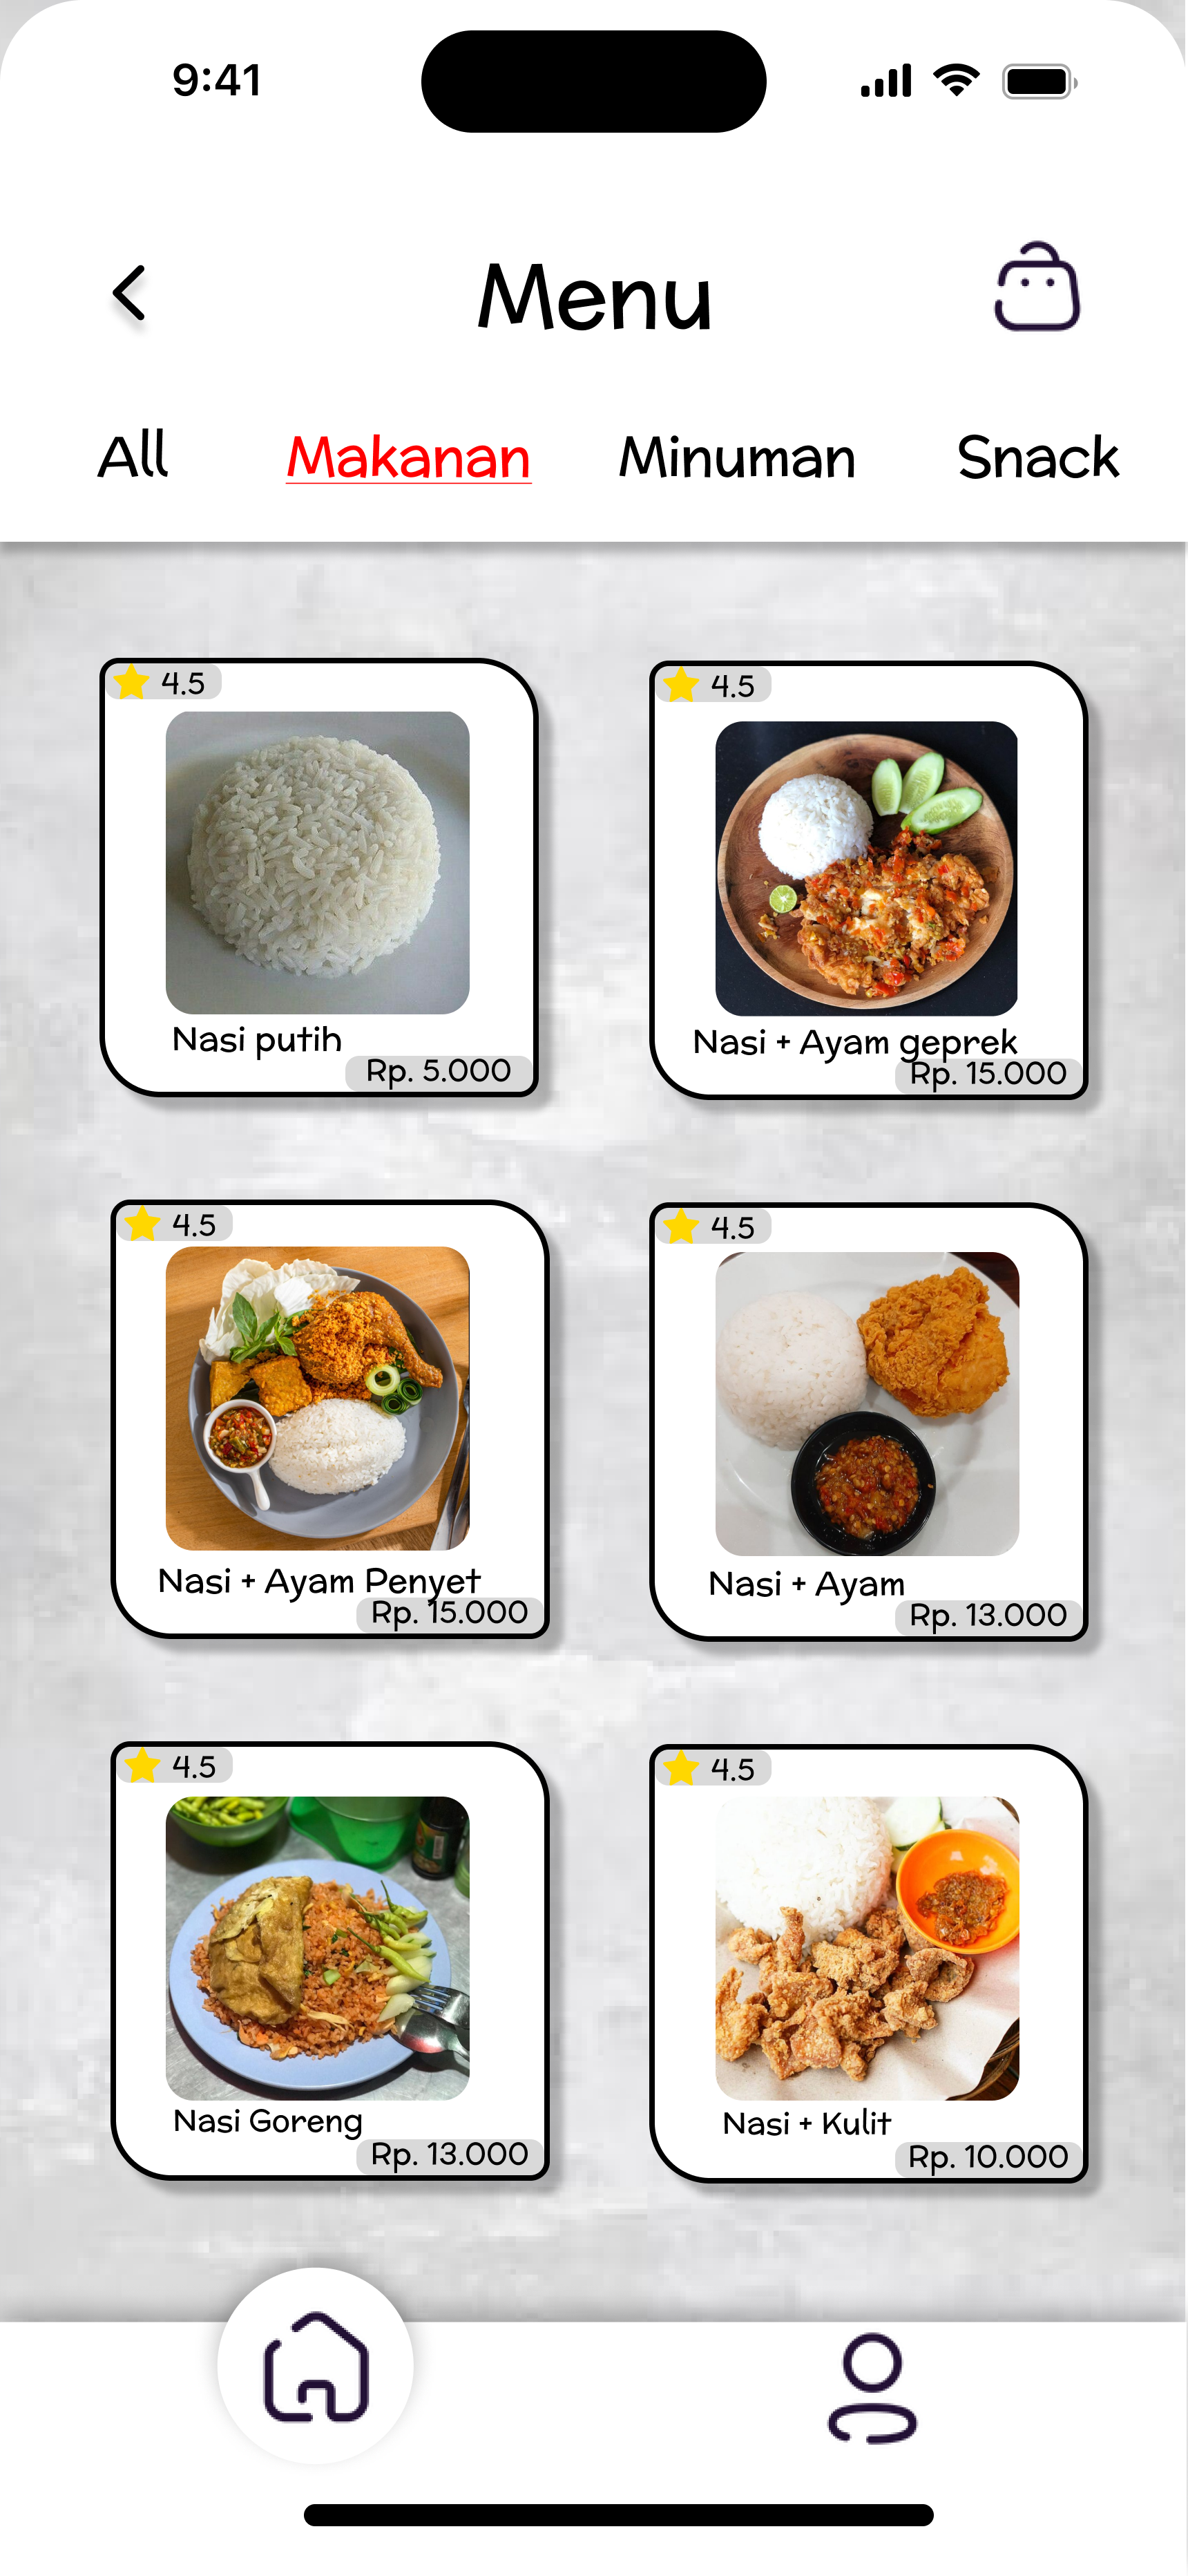 9:41
Menu
All Makanan Minuman Snack
4.5
Nasi putih
Rp. 5.000
4.5
Nasi + Ayam geprek
Rp. 15.000
4.5
Nasi + Ayam Penyet
Rp. 15.000
4.5
Nasi + Ayam
Rp. 13.000
4.5
Nasi Goreng
Rp. 13.000
4.5
Nasi + Kulit
Rp. 10.000